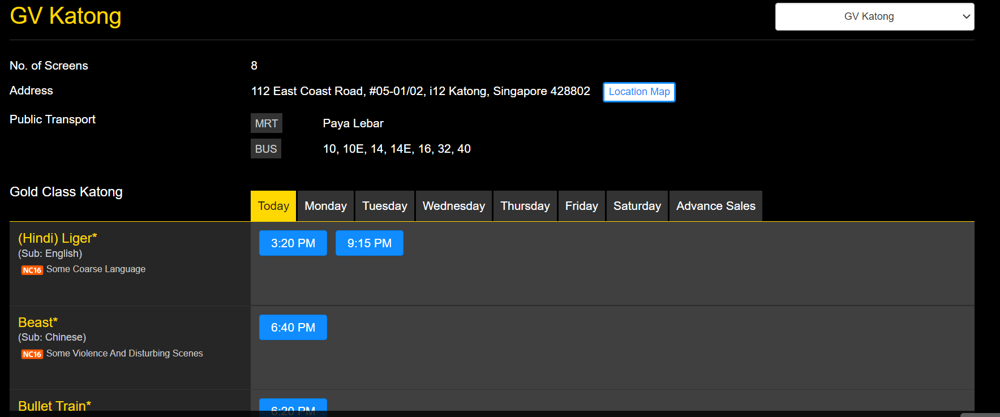 GV Katong
GV Katong
No. of Screens 8
Address 112 East Coast Road, #05-01/02, i12 Katong, Singapore 428802 Location Map
Public Transport MRT Paya Lebar
BUS 10, 10E, 14, 14E, 16, 32, 40
Gold Class Katong
Today Monday Tuesday Wednesday Thursday Friday Saturday Advance Sales
(Hindi) Liger* 3:20 PM 9:15 PM
(Sub: English)
NC16 Some Coarse Language
Beast* 6:40 PM
(Sub: Chinese)
NC16 Some Violence And Disturbing Scenes
Bullet Train* 6:20 PM